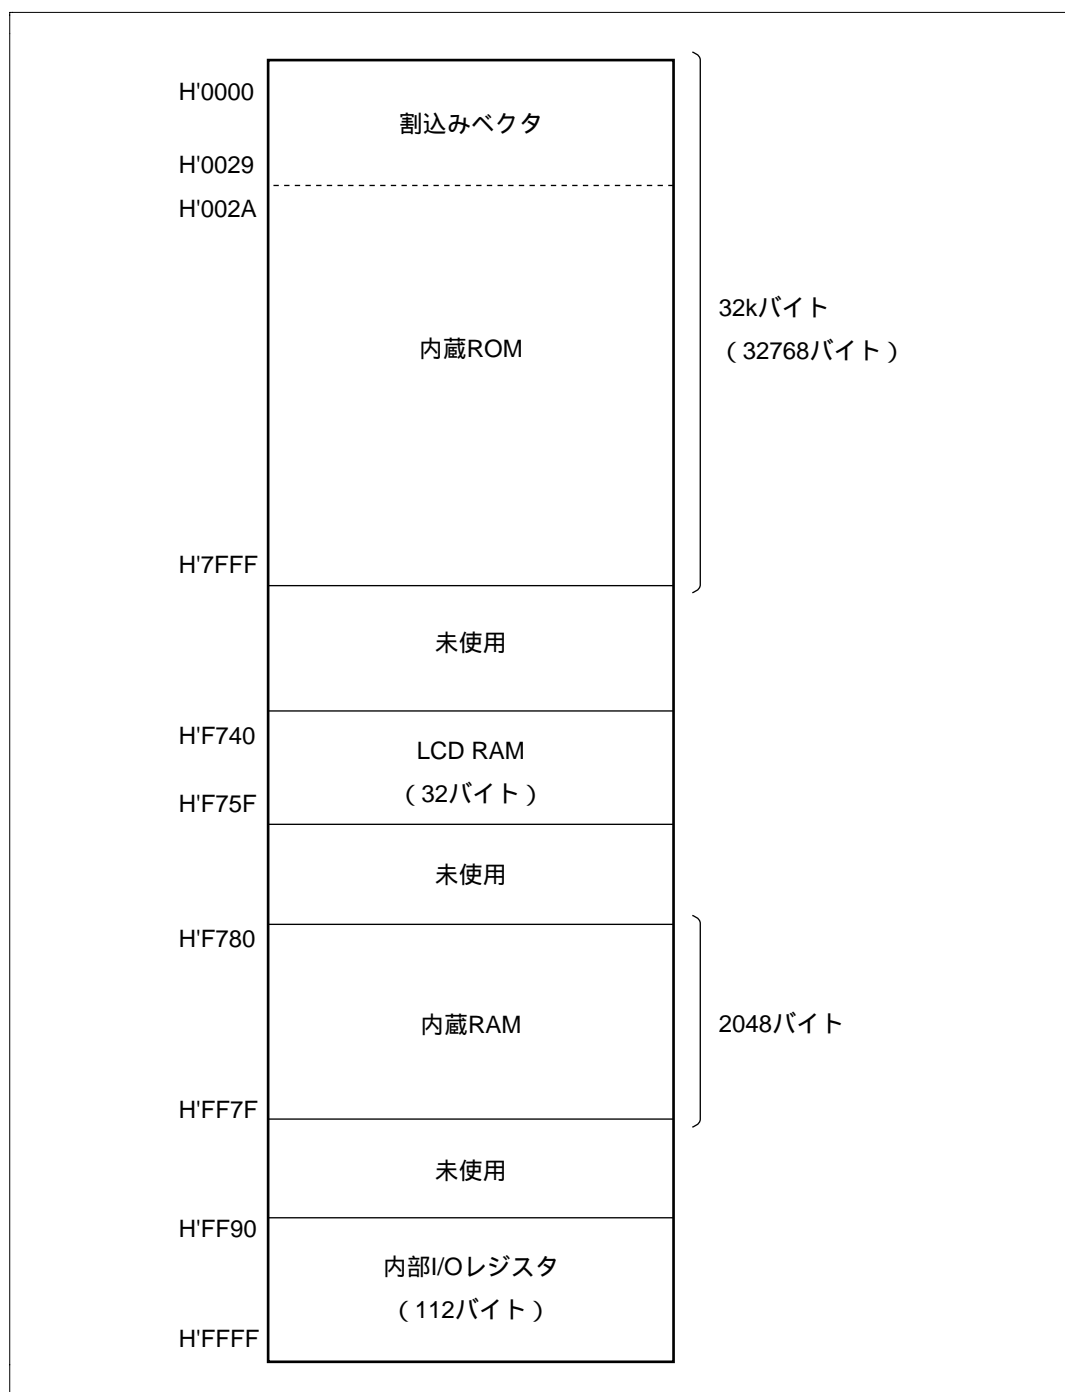 H'0000
割込みベクタ
H'0029
H'002A
32kバイト
内蔵ROM
（32768バイト）
H'7FFF
未使用
H'F740
LCD RAM
（32バイト）
H'F75F
未使用
H'F780
内蔵RAM
2048バイト
H'FF7F
未使用
H'FF90
内部I/Oレジスタ
（112バイト）
H'FFFF